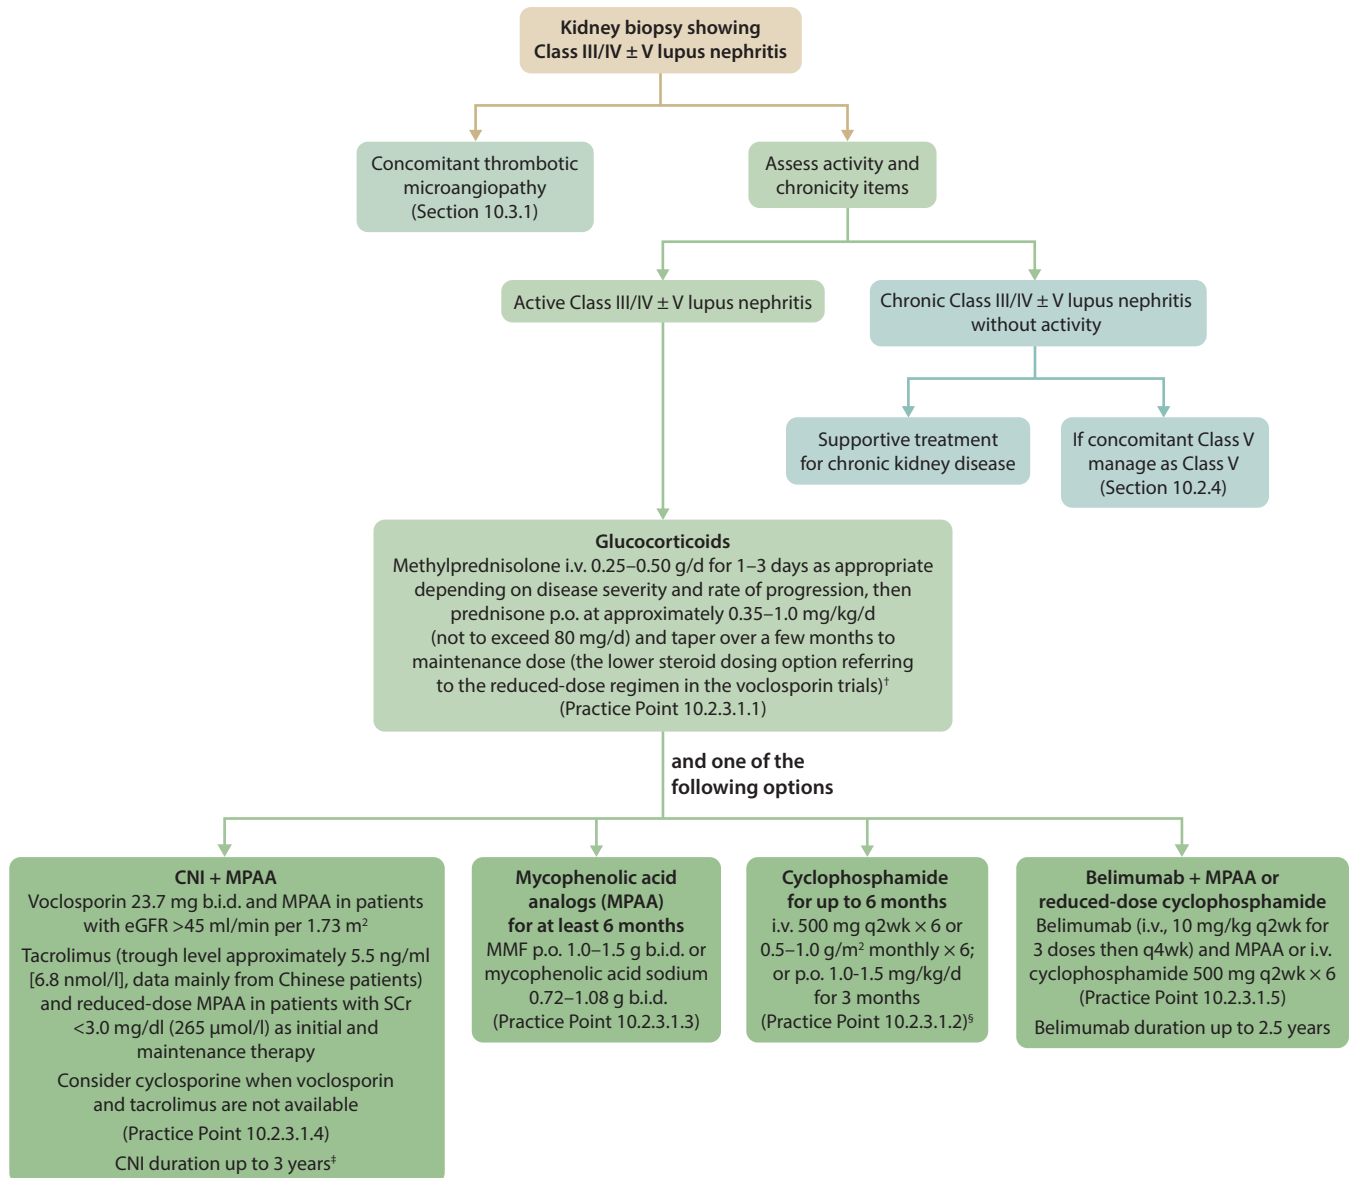 Kidney biopsy showing
Class III/IV ± V lupus nephritis
Concomitant thrombotic
microangiopathy
(Section 10.3.1)
Assess activity and
chronicity items
Active Class III/IV ± V lupus nephritis
Chronic Class III/IV ± V lupus nephritis
without activity
Supportive treatment
for chronic kidney disease
If concomitant Class V
manage as Class V
(Section 10.2.4)
Glucocorticoids
Methylprednisolone i.v. 0.25–0.50 g/d for 1–3 days as appropriate
depending on disease severity and rate of progression, then
prednisone p.o. at approximately 0.35–1.0 mg/kg/d
(not to exceed 80 mg/d) and taper over a few months to
maintenance dose (the lower steroid dosing option referring
to the reduced-dose regimen in the voclosporin trials)†
(Practice Point 10.2.3.1.1)
and one of the
following options
CNI + MPAA
Voclosporin 23.7 mg b.i.d. and MPAA in patients
with eGFR >45 ml/min per 1.73 m²
Tacrolimus (trough level approximately 5.5 ng/ml
[6.8 nmol/l], data mainly from Chinese patients)
and reduced-dose MPAA in patients with SCr
<3.0 mg/dl (265 µmol/l) as initial and
maintenance therapy
Consider cyclosporine when voclosporin
and tacrolimus are not available
(Practice Point 10.2.3.1.4)
CNI duration up to 3 years‡
Mycophenolic acid
analogs (MPAA)
for at least 6 months
MMF p.o. 1.0–1.5 g b.i.d. or
mycophenolic acid sodium
0.72–1.08 g b.i.d.
(Practice Point 10.2.3.1.3)
Cyclophosphamide
for up to 6 months
i.v. 500 mg q2wk × 6 or
0.5–1.0 g/m² monthly × 6;
or p.o. 1.0-1.5 mg/kg/d
for 3 months
(Practice Point 10.2.3.1.2)§
Belimumab + MPAA or
reduced-dose cyclophosphamide
Belimumab (i.v., 10 mg/kg q2wk for
3 doses then q4wk) and MPAA or i.v.
cyclophosphamide 500 mg q2wk × 6
(Practice Point 10.2.3.1.5)
Belimumab duration up to 2.5 years